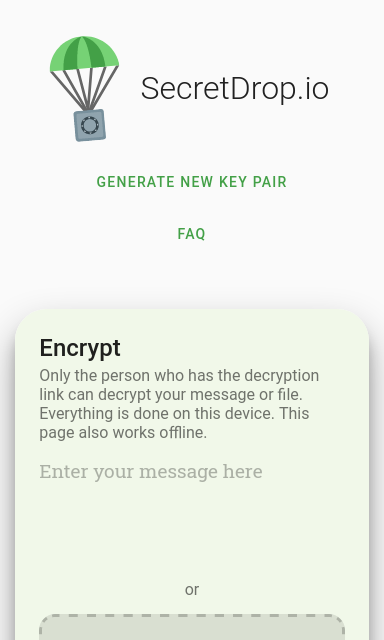 SecretDrop.io
GENERATE NEW KEY PAIR
FAQ
Encrypt
Only the person who has the decryption
link can decrypt your message or file.
Everything is done on this device. This
page also works offline.
Enter your message here
or